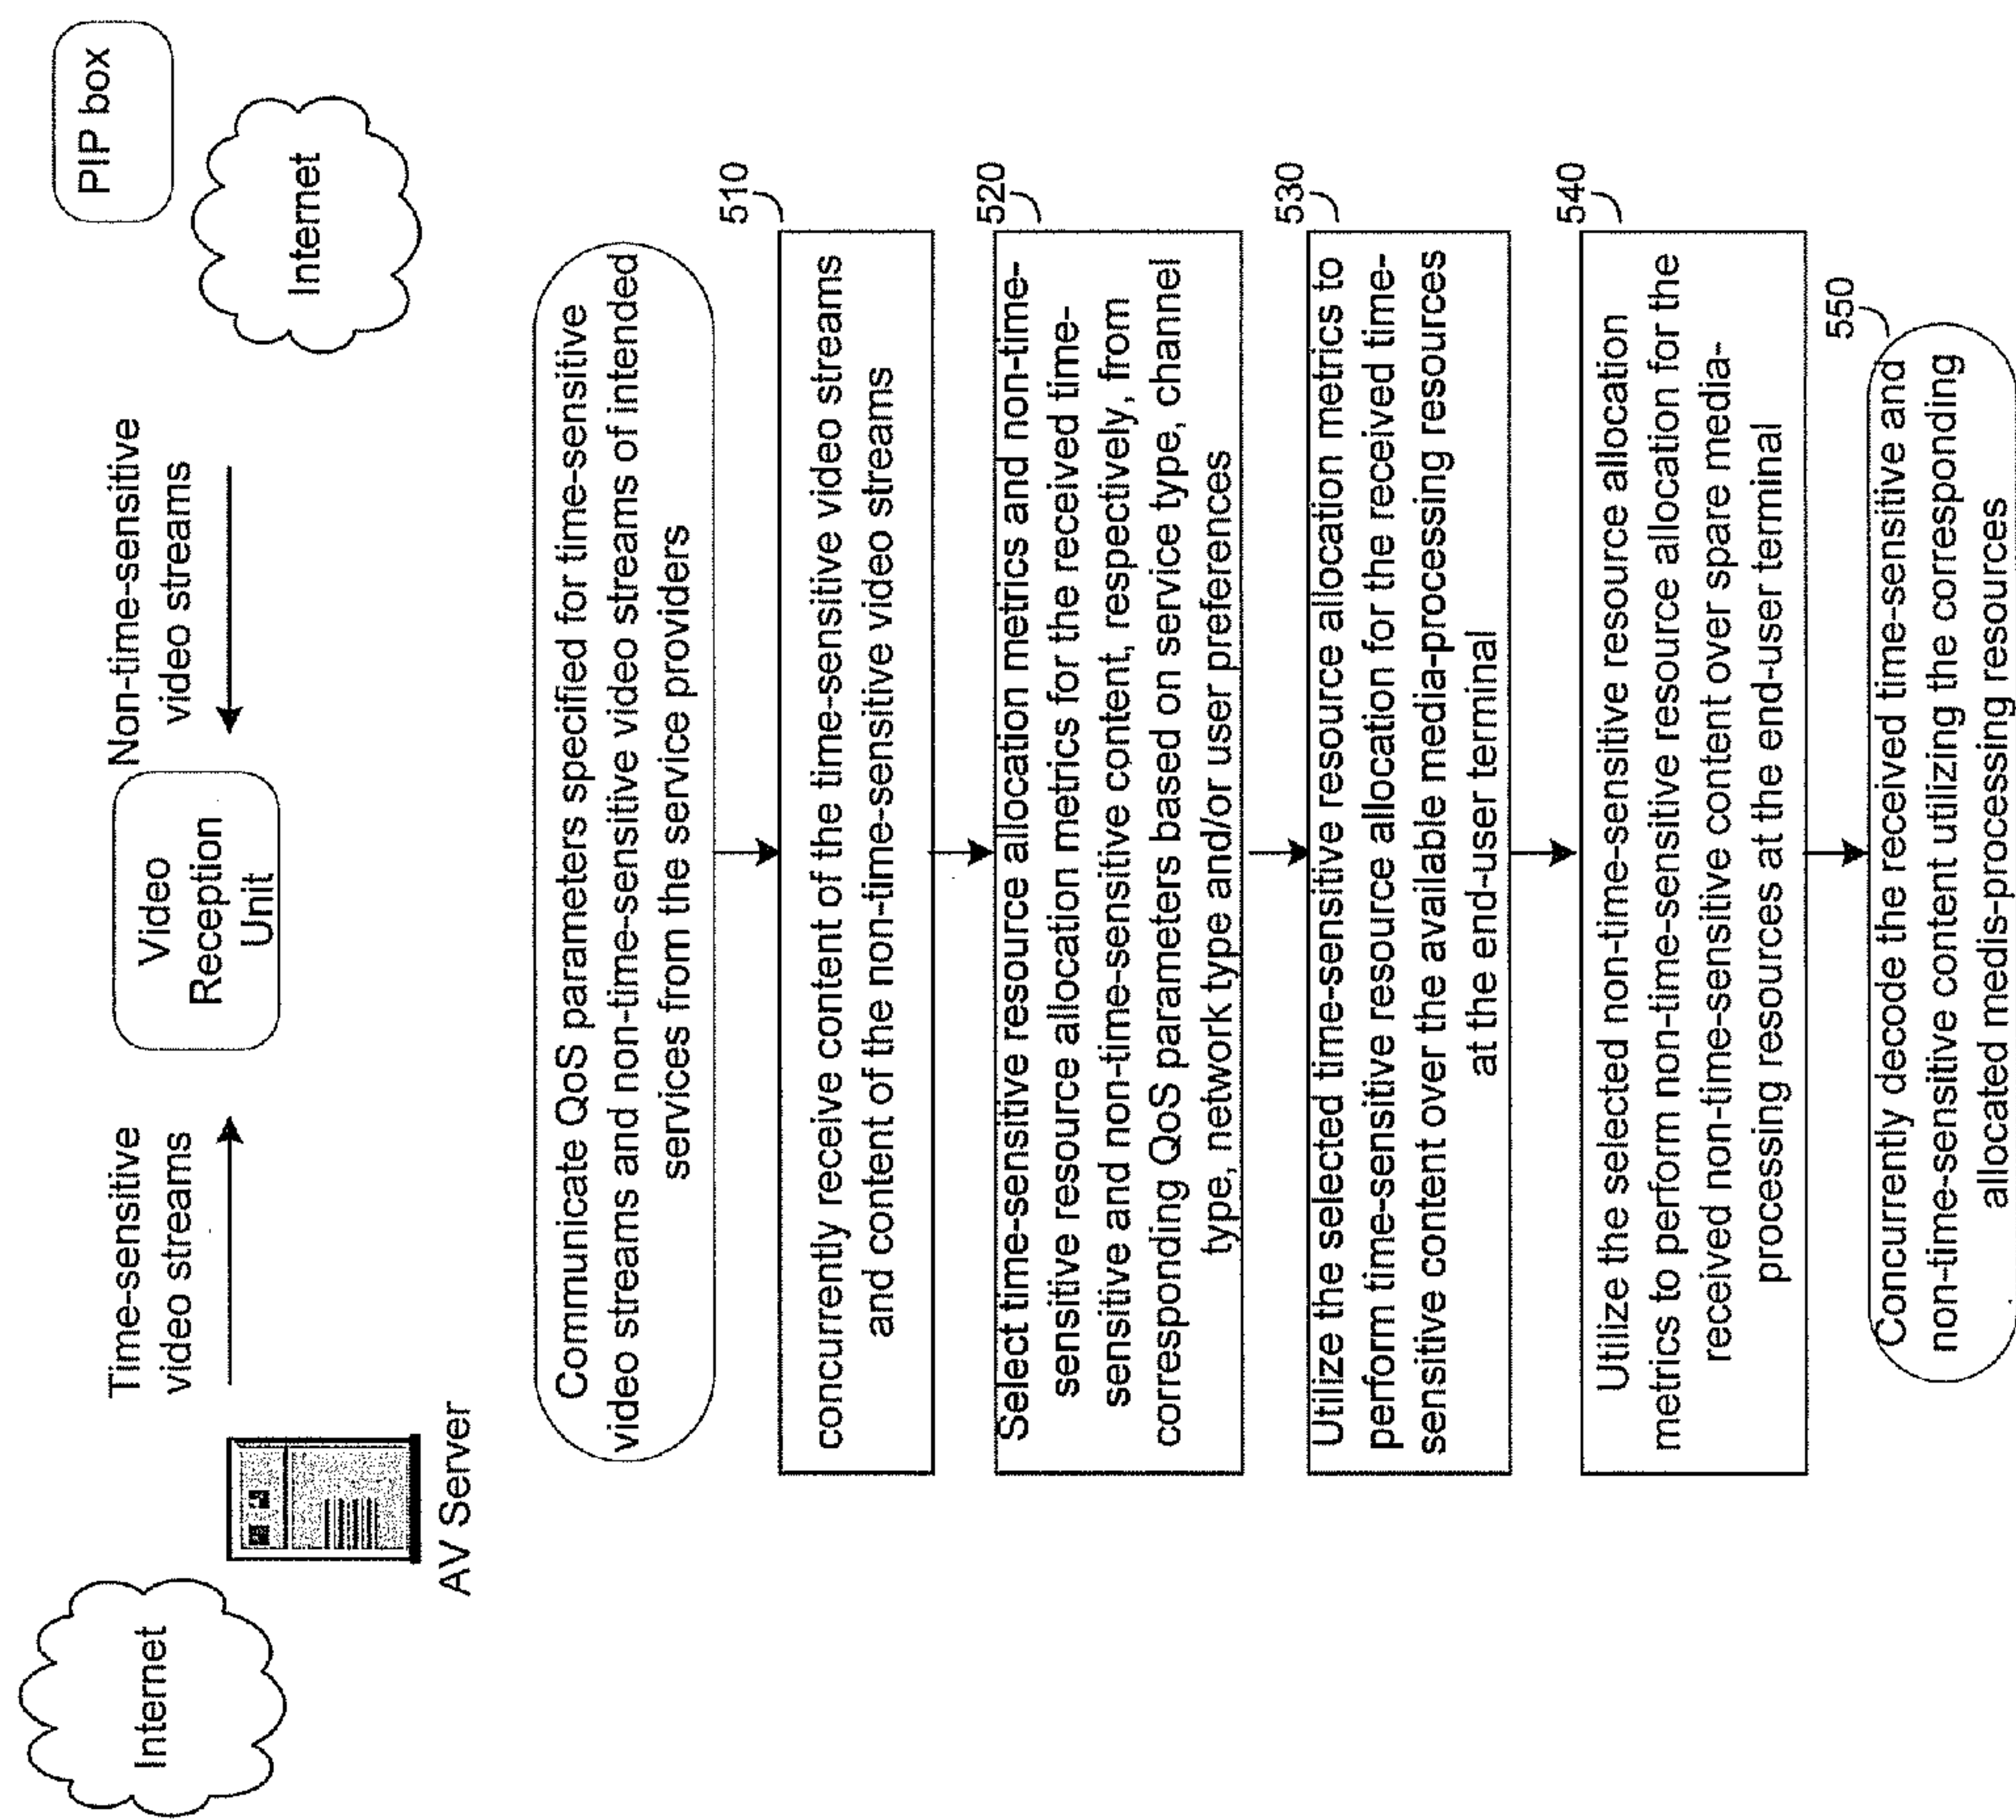 Internet
AV Server
Time-sensitive
video streams
Video
Reception
Unit
Non-time-sensitive
video streams
Internet
PIP box
Communicate QoS parameters specified for time-sensitive
video streams and non-time-sensitive video streams of intended
services from the service providers
510
concurrently receive content of the time-sensitive video streams
and content of the non-time-sensitive video streams
520
Select time-sensitive resource allocation metrics and non-time-
sensitive resource allocation metrics for the received time-
sensitive and non-time-sensitive content, respectively, from
corresponding QoS parameters based on service type, channel
type, network type and/or user preferences
530
Utilize the selected time-sensitive resource allocation metrics to
perform time-sensitive resource allocation for the received time-
sensitive content over the available media-processing resources
at the end-user terminal
540
Utilize the selected non-time-sensitive resource allocation
metrics to perform non-time-sensitive resource allocation for the
received non-time-sensitive content over spare media-
processing resources at the end-user terminal
550
Concurrently decode the received time-sensitive and
non-time-sensitive content utilizing the corresponding
allocated medis-processing resources